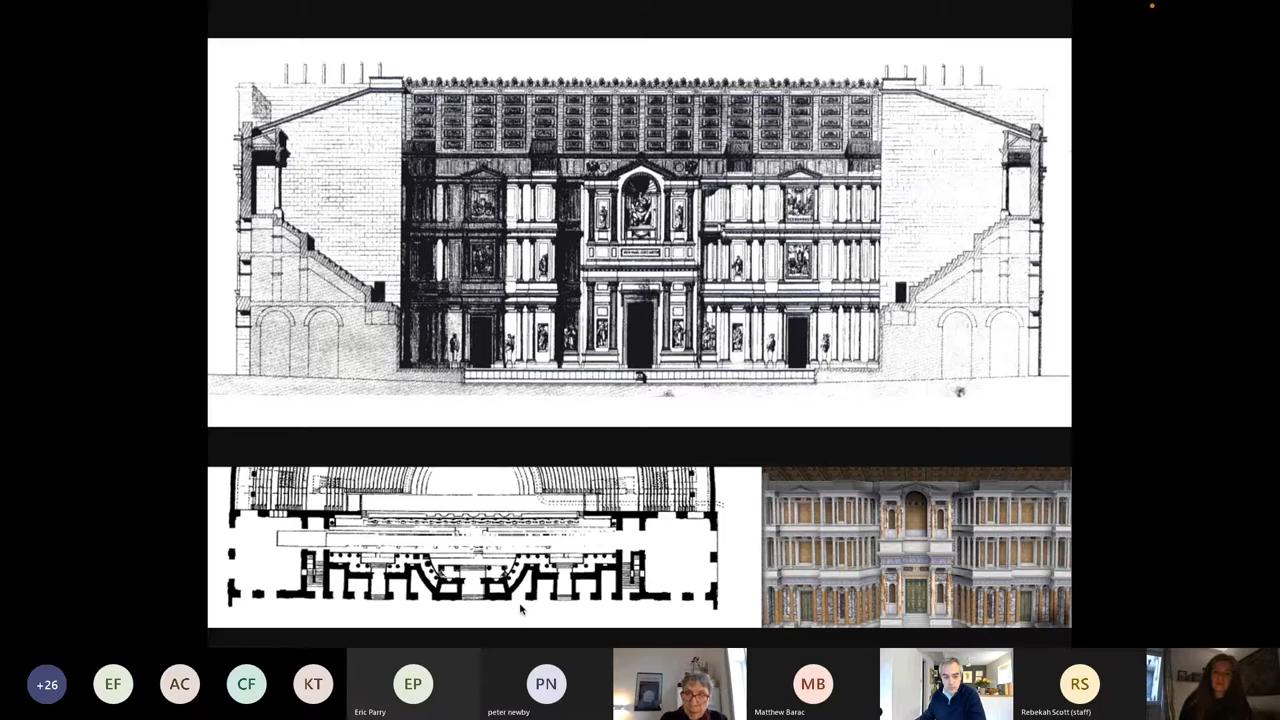 +26
EF
AC
CF
KT
EP
PN
MB
RS
Eric Parry
peter newby
Matthew Barac
Rebekah Scott (staff)